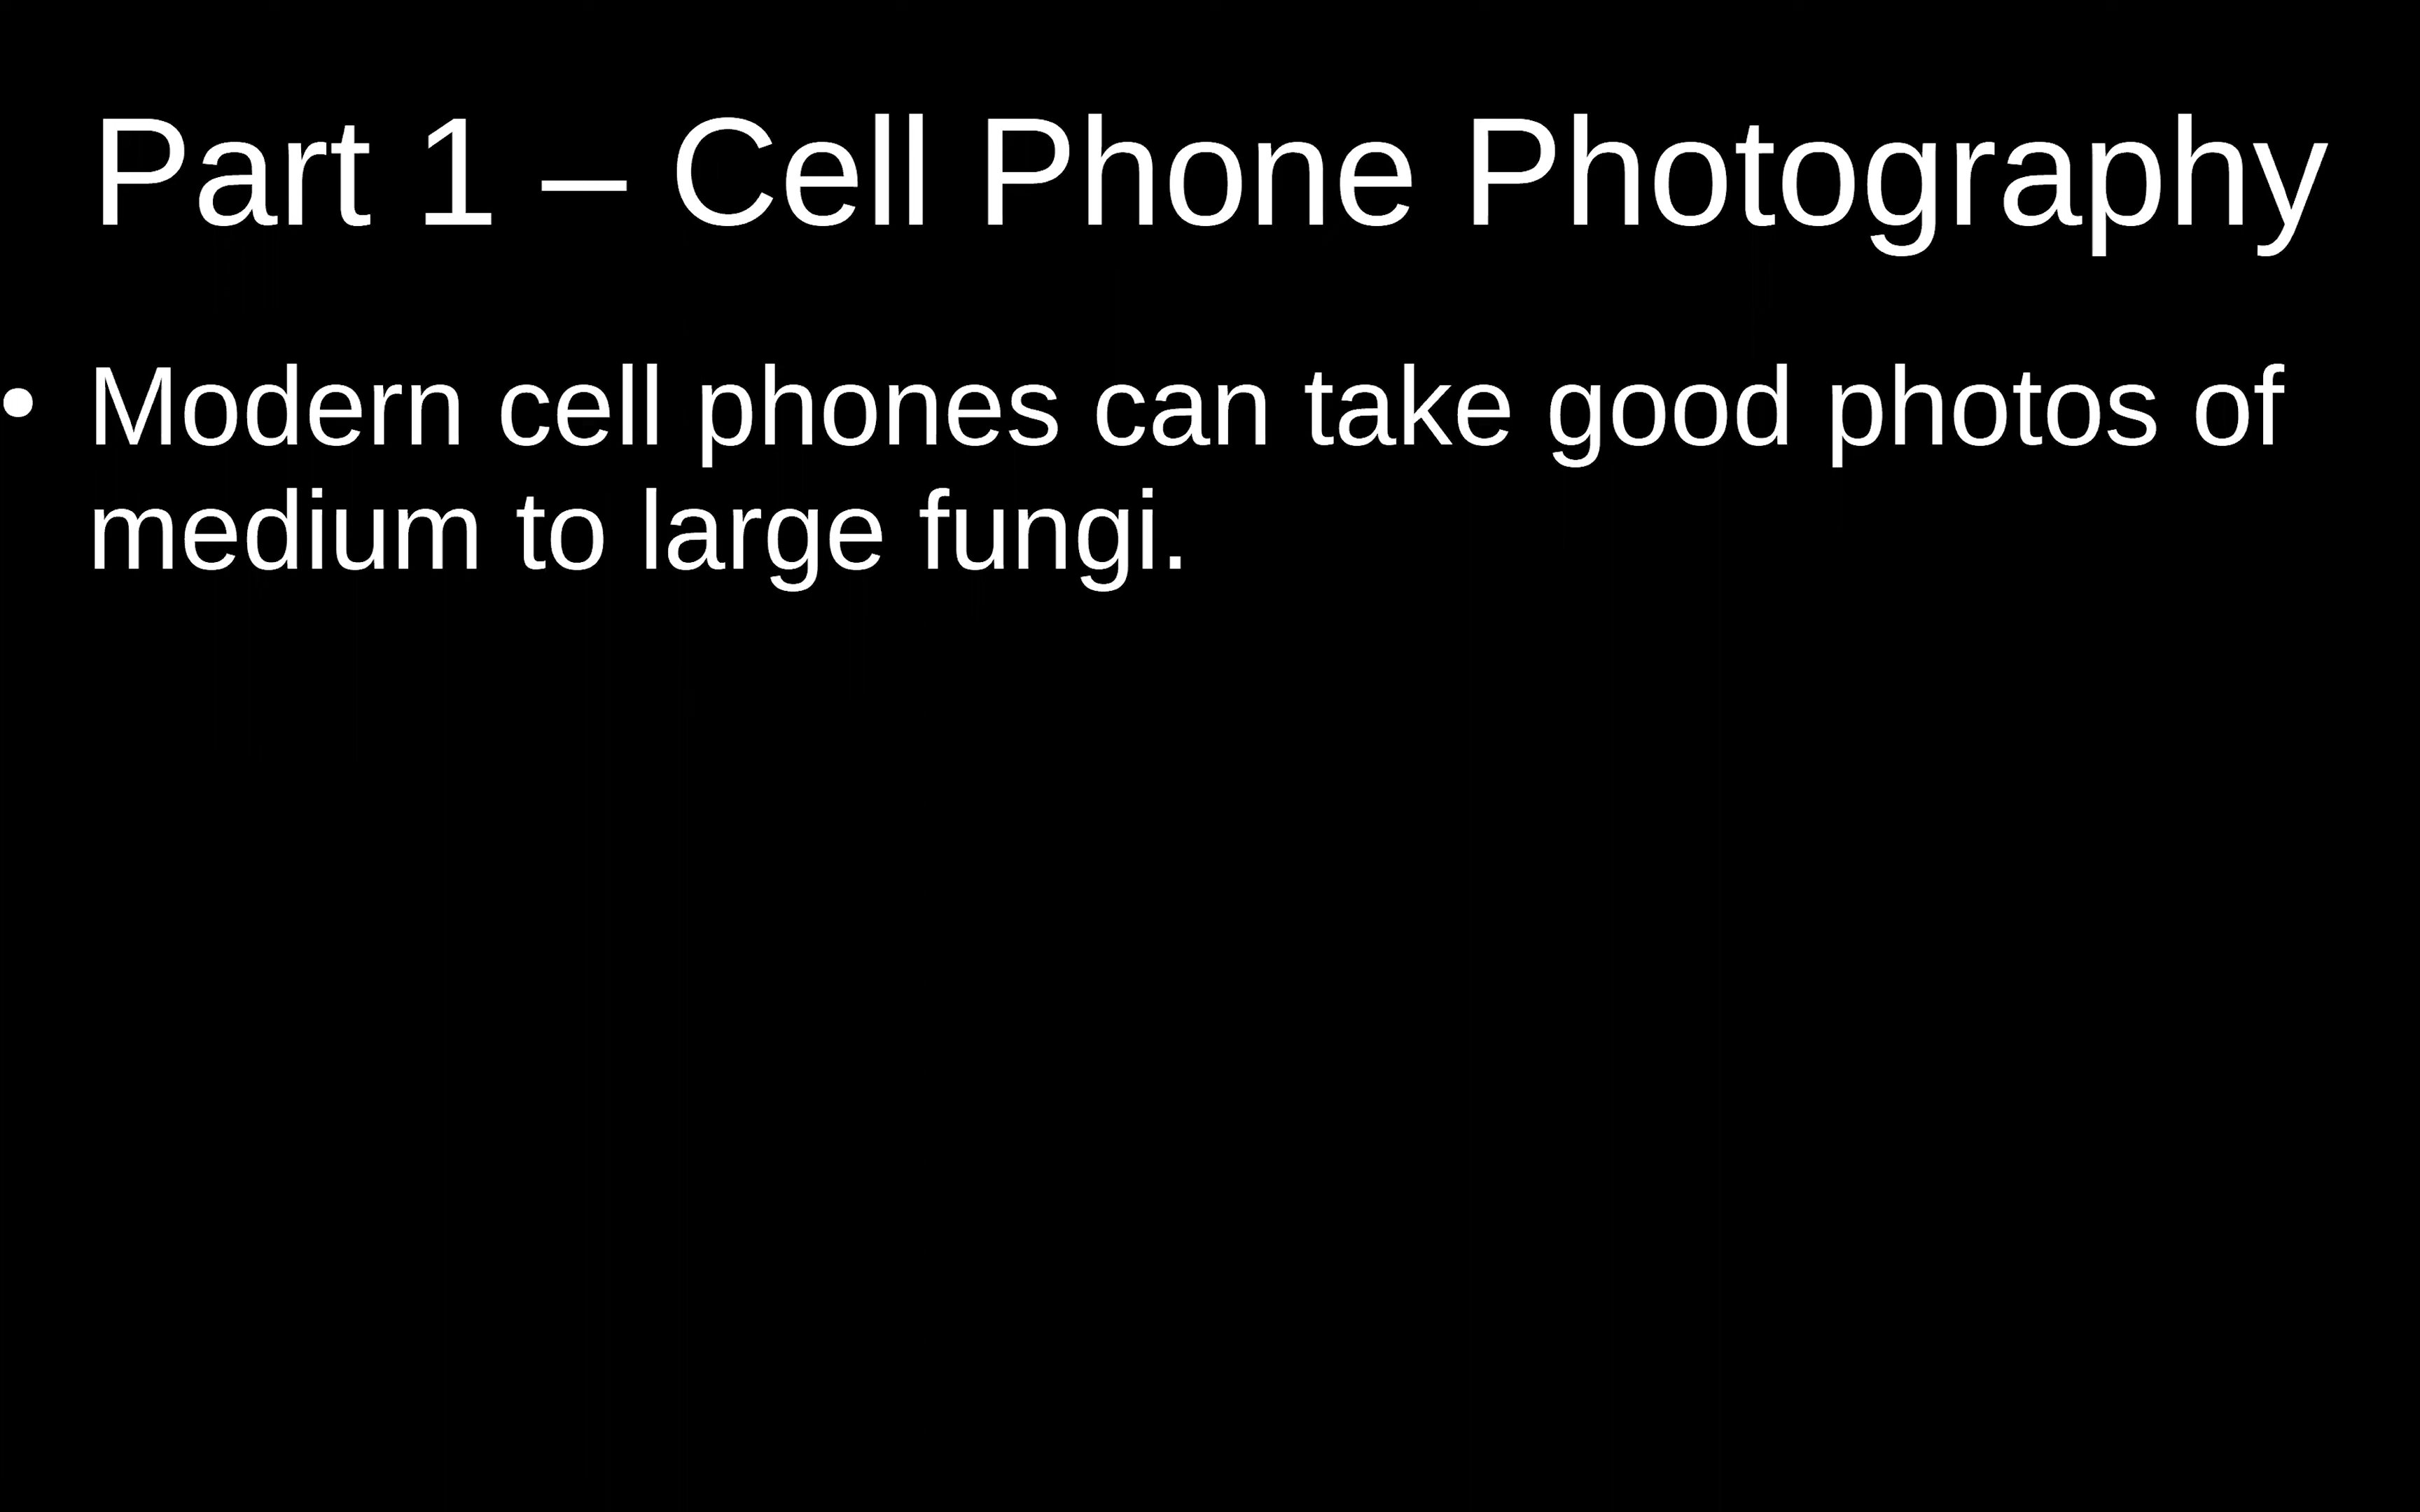 Part 1 – Cell Phone Photography
• Modern cell phones can take good photos of
medium to large fungi.